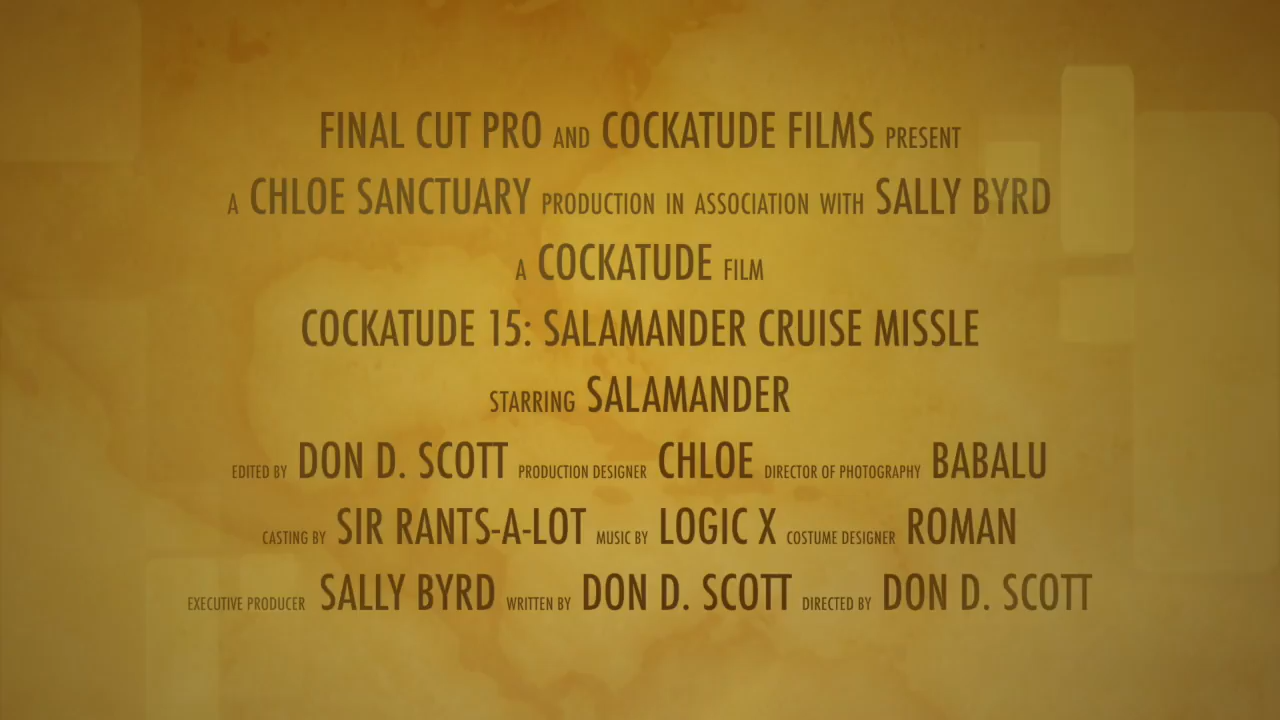 FINAL CUT PRO AND COCKATUDE FILMS PRESENT
A CHLOE SANCTUARY PRODUCTION IN ASSOCIATION WITH SALLY BYRD
A COCKATUDE FILM
COCKATUDE 15: SALAMANDER CRUISE MISSLE
STARRING SALAMANDER
EDITED BY DON D. SCOTT PRODUCTION DESIGNER CHLOE DIRECTOR OF PHOTOGRAPHY BABALU
CASTING BY SIR RANTS-A-LOT MUSIC BY LOGIC X COSTUME DESIGNER ROMAN
EXECUTIVE PRODUCER SALLY BYRD WRITTEN BY DON D. SCOTT DIRECTED BY DON D. SCOTT